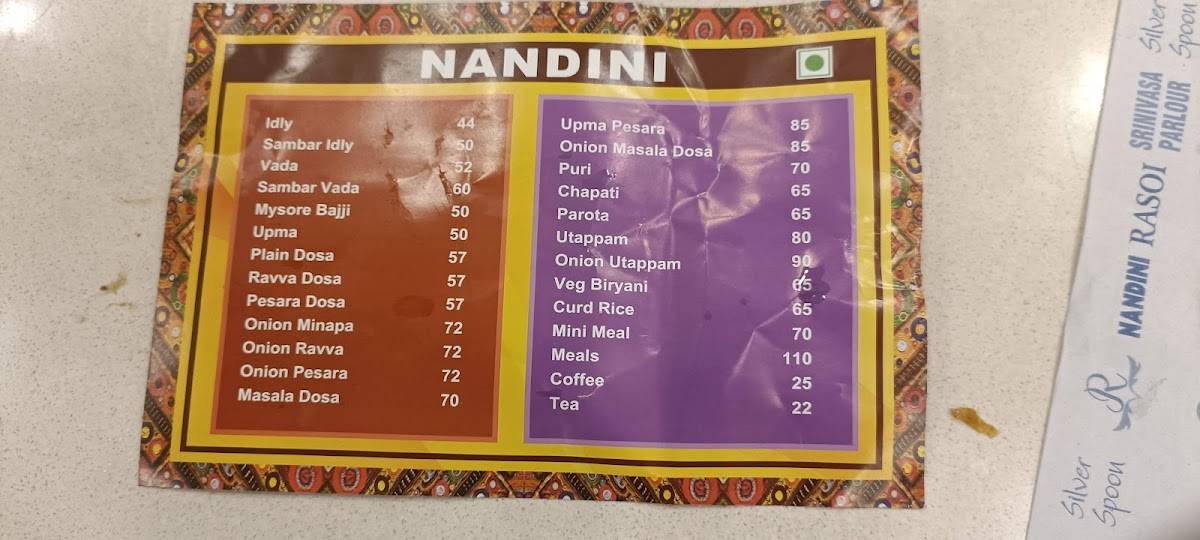 NANDINI
Idly 44
Sambar Idly 50
Vada 52
Sambar Vada 60
Mysore Bajji 50
Upma 50
Plain Dosa 57
Ravva Dosa 57
Pesara Dosa 57
Onion Minapa 72
Onion Ravva 72
Onion Pesara 72
Masala Dosa 70
Upma Pesara 85
Onion Masala Dosa 85
Puri 70
Chapati 65
Parota 65
Utappam 80
Onion Utappam 90
Veg Biryani 65
Curd Rice 65
Mini Meal 70
Meals 110
Coffee 25
Tea 22
Silver
Spoon
R NANDINI RASOI SRINIVASA
PARLOUR
Silver
Spoon